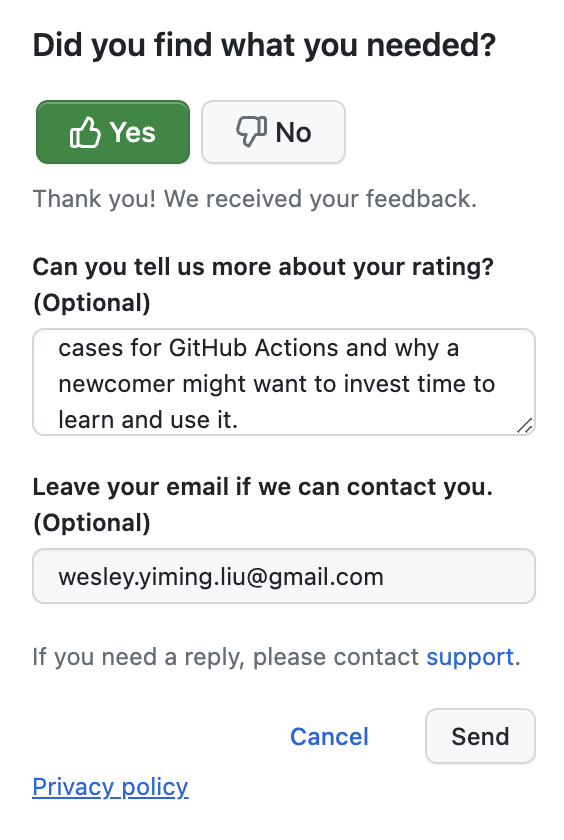 Did you find what you needed?
Yes
No
Thank you! We received your feedback.
Can you tell us more about your rating?
(Optional)
cases for GitHub Actions and why a
newcomer might want to invest time to
learn and use it.
Leave your email if we can contact you.
(Optional)
wesley.yiming.liu@gmail.com
If you need a reply, please contact support.
Cancel
Send
Privacy policy